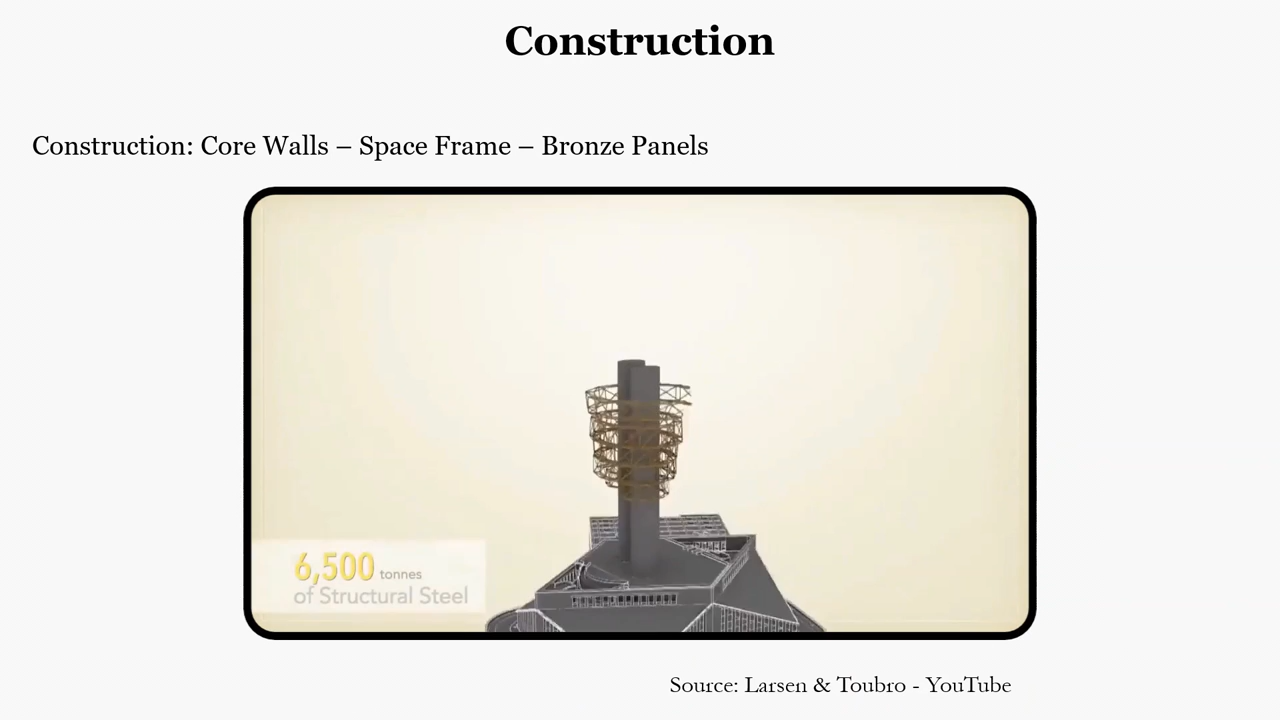 Construction
Construction: Core Walls – Space Frame – Bronze Panels
6,500 tonnes
of Structural Steel
Source: Larsen & Toubro - YouTube